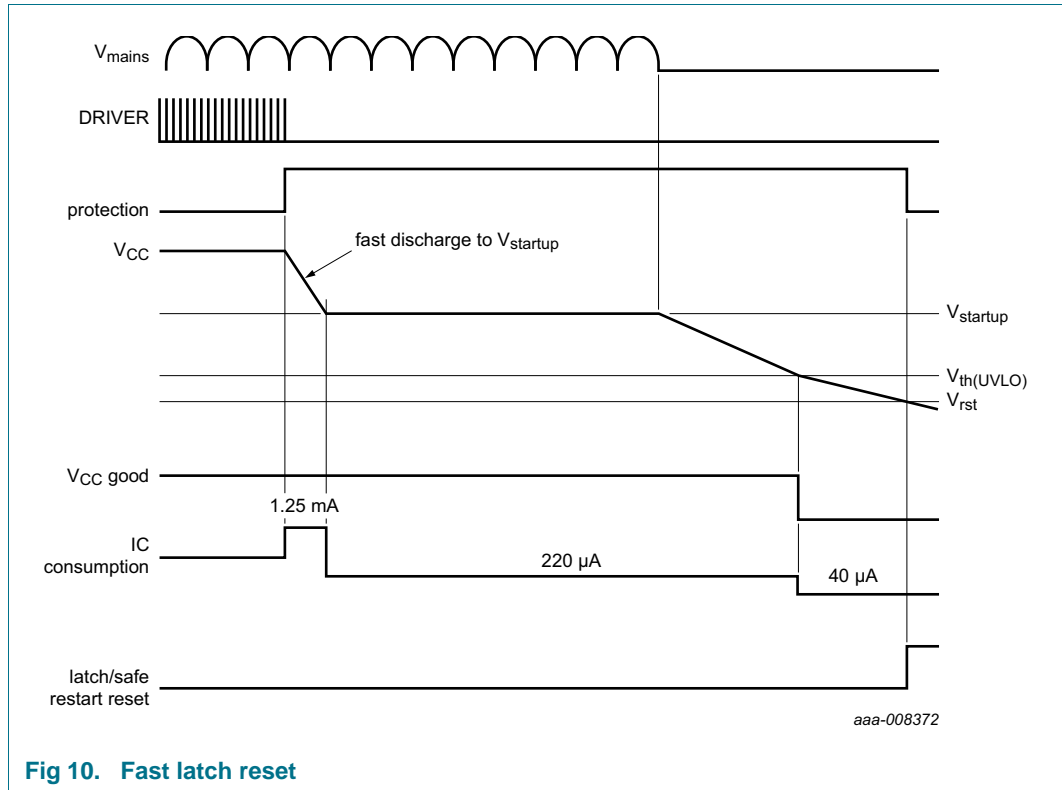 Vmains
DRIVER
protection
VCC
fast discharge to Vstartup
Vstartup
Vth(UVLO)
Vrst
VCC good
1.25 mA
IC
consumption
220 µA
40 µA
latch/safe
restart reset
aaa-008372
Fig 10. Fast latch reset